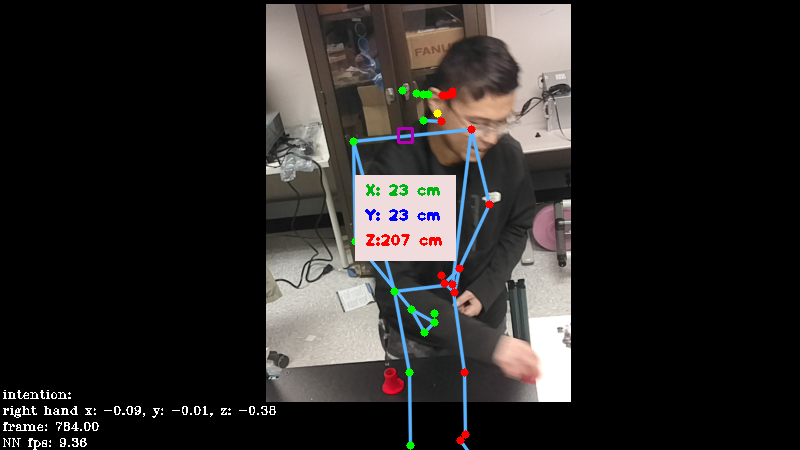 FANUC
X: 23 cm
Y: 23 cm
Z:207 cm
intention:
right hand x: -0.09, y: -0.01, z: -0.38
frame: 784.00
NN fps: 9.36